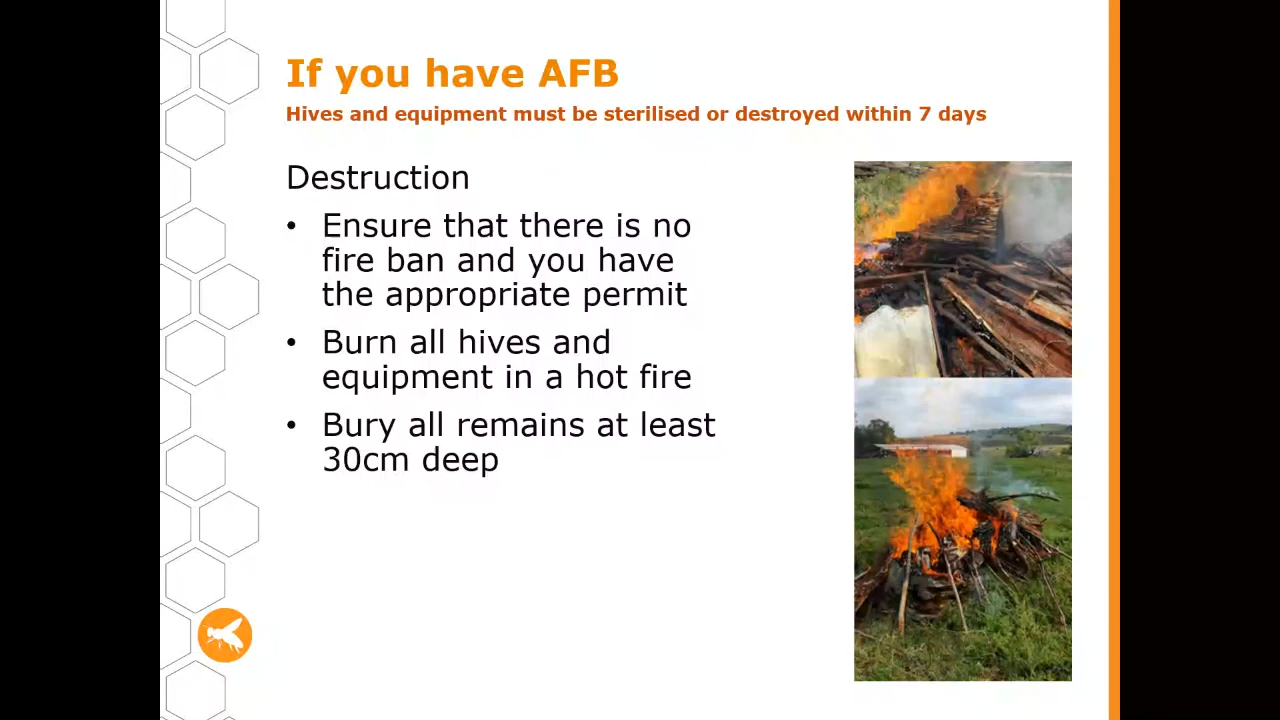 If you have AFB
Hives and equipment must be sterilised or destroyed within 7 days
Destruction
• Ensure that there is no
fire ban and you have
the appropriate permit
• Burn all hives and
equipment in a hot fire
• Bury all remains at least
30cm deep